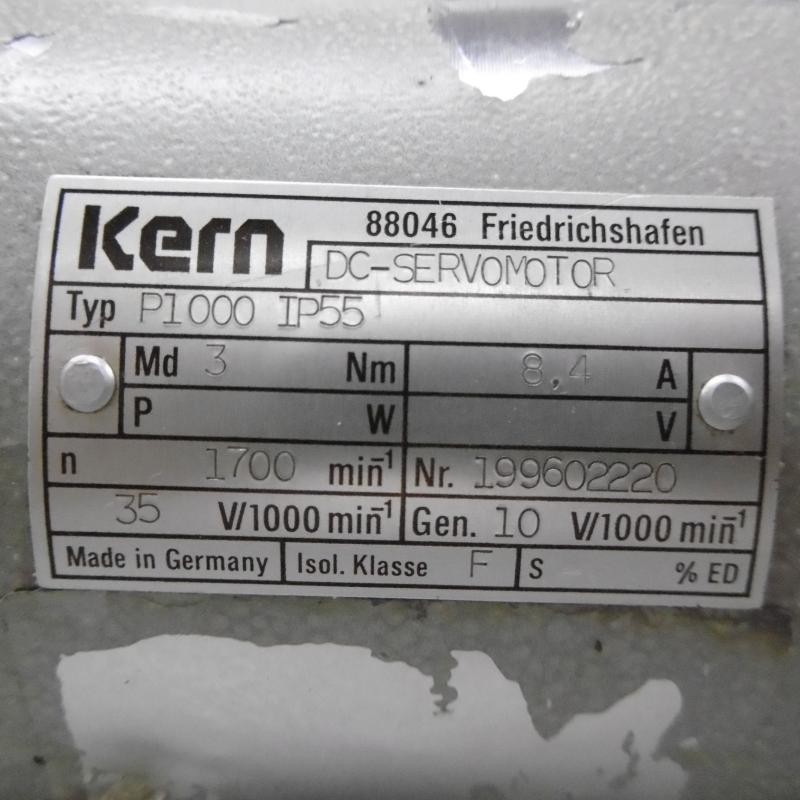 Kern 88046 Friedrichshafen
DC-SERVOMOTOR
Typ P1000 IP55
Md 3 Nm 8,4 A
P W V
n 1700 min⁻¹ Nr. 199602220
35 V/1000 min⁻¹ Gen. 10 V/1000 min⁻¹
Made in Germany Isol. Klasse F S % ED